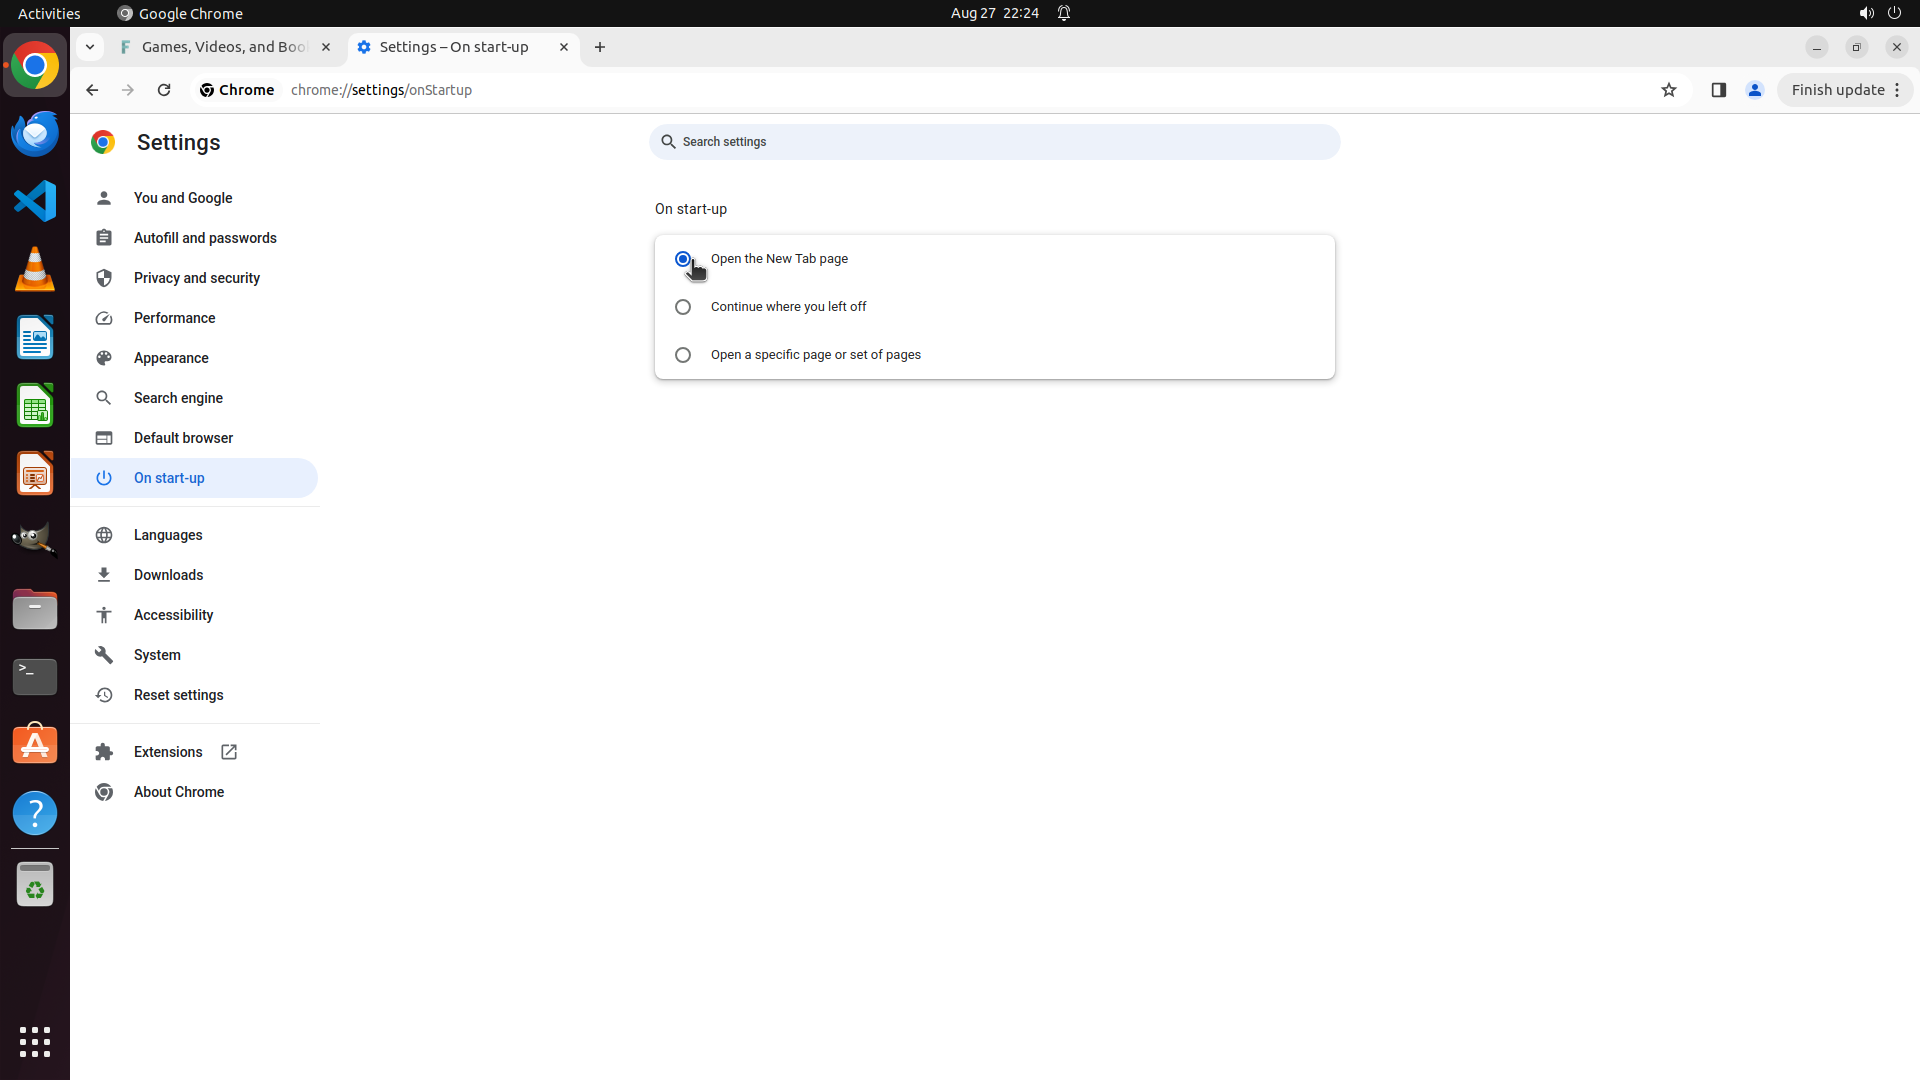 Activities
Google Chrome
Aug 27 22:24
Games, Videos, and Boo
Settings – On start-up
Chrome
chrome://settings/onStartup
Finish update
Settings
Search settings
You and Google
Autofill and passwords
Privacy and security
Performance
Appearance
Search engine
Default browser
On start-up
Languages
Downloads
Accessibility
System
Reset settings
Extensions
About Chrome
On start-up
Open the New Tab page
Continue where you left off
Open a specific page or set of pages